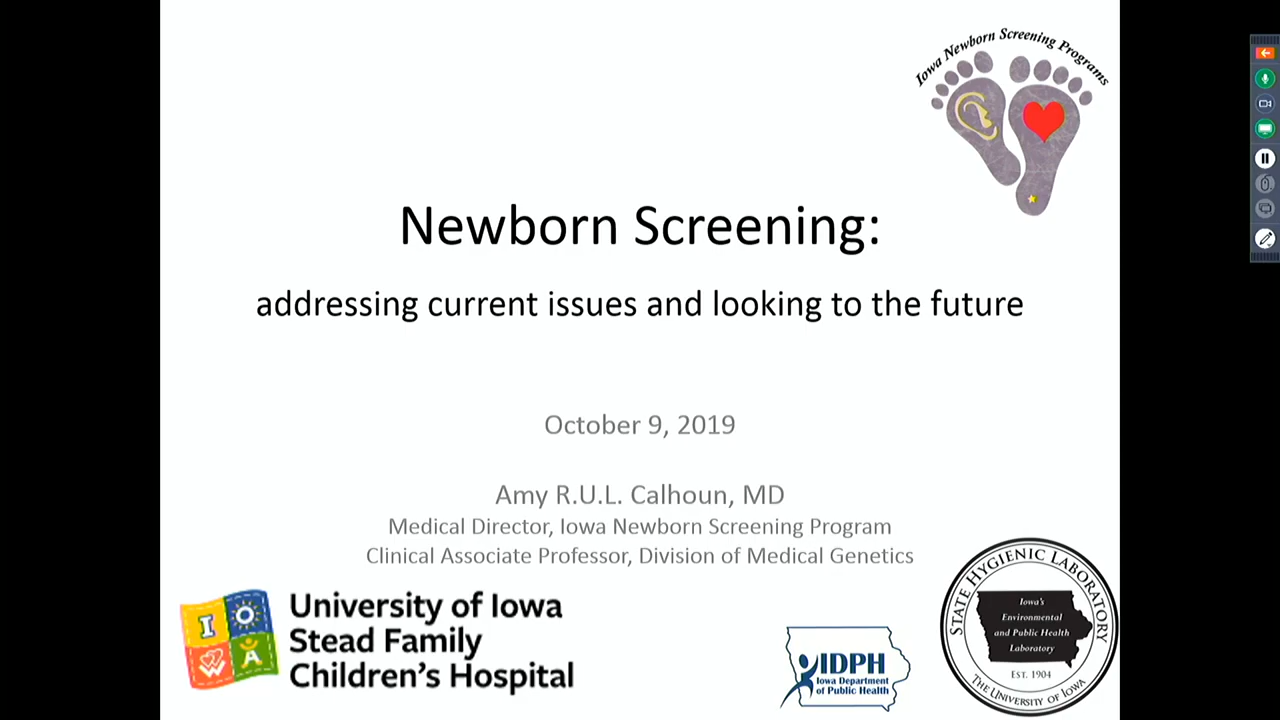 Iowa Newborn Screening Programs
Newborn Screening:
addressing current issues and looking to the future
October 9, 2019
Amy R.U.L. Calhoun, MD
Medical Director, Iowa Newborn Screening Program
Clinical Associate Professor, Division of Medical Genetics
I O
W A
University of Iowa
Stead Family
Children's Hospital
IDPH
Iowa Department
of Public Health
STATE HYGIENIC LABORATORY
Iowa's
Environmental
and Public Health
Laboratory
EST. 1904
THE UNIVERSITY OF IOWA